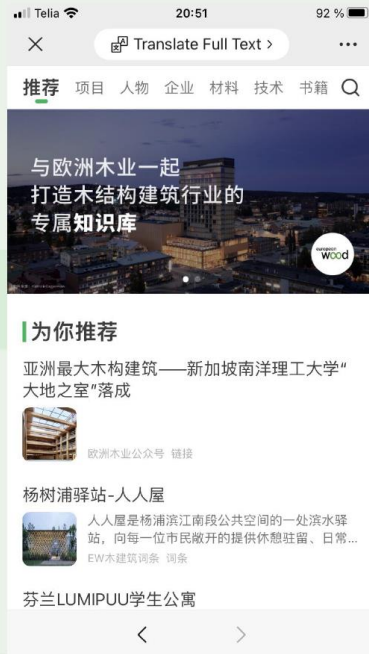 Telia 20:51 92 %
Translate Full Text >
推荐 项目 人物 企业 材料 技术 书籍
与欧洲木业一起
打造木结构建筑行业的
专属知识库
european
wood
为你推荐
亚洲最大木构建筑——新加坡南洋理工大学“
大地之室”落成
欧洲木业公众号 链接
杨树浦驿站-人人屋
人人屋是杨浦滨江南段公共空间的一处滨水驿
站，向每一位市民敞开的提供休憩驻留、日常...
EW木建筑词条 词条
芬兰LUMIPUU学生公寓